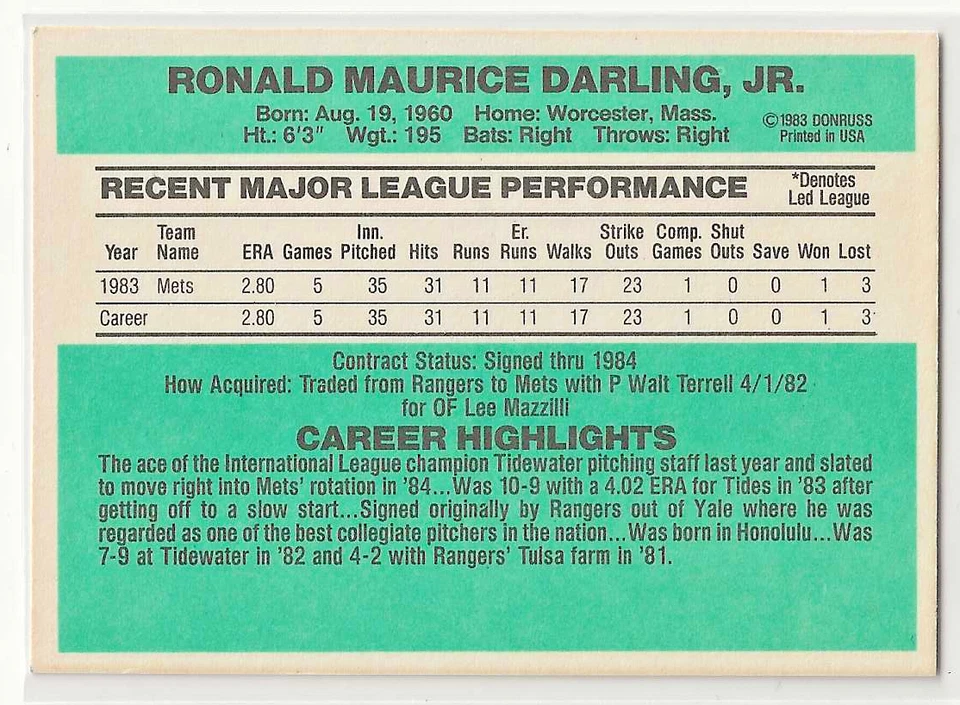 RONALD MAURICE DARLING, JR.
Born: Aug. 19, 1960 Home: Worcester, Mass.
Ht.: 6'3" Wgt.: 195 Bats: Right Throws: Right
©1983 DONRUSS
Printed in USA
RECENT MAJOR LEAGUE PERFORMANCE
*Denotes
Led League
Year Team Name ERA Games Inn. Pitched Hits Runs Er. Runs Walks Strike Outs Comp. Games Shut Outs Save Won Lost
1983 Mets 2.80 5 35 31 11 11 17 23 1 0 0 1 3
Career 2.80 5 35 31 11 11 17 23 1 0 0 1 3
Contract Status: Signed thru 1984
How Acquired: Traded from Rangers to Mets with P Walt Terrell 4/1/82
for OF Lee Mazzilli
CAREER HIGHLIGHTS
The ace of the International League champion Tidewater pitching staff last year and slated
to move right into Mets' rotation in '84...Was 10-9 with a 4.02 ERA for Tides in '83 after
getting off to a slow start...Signed originally by Rangers out of Yale where he was
regarded as one of the best collegiate pitchers in the nation...Was born in Honolulu...Was
7-9 at Tidewater in '82 and 4-2 with Rangers' Tulsa farm in '81.